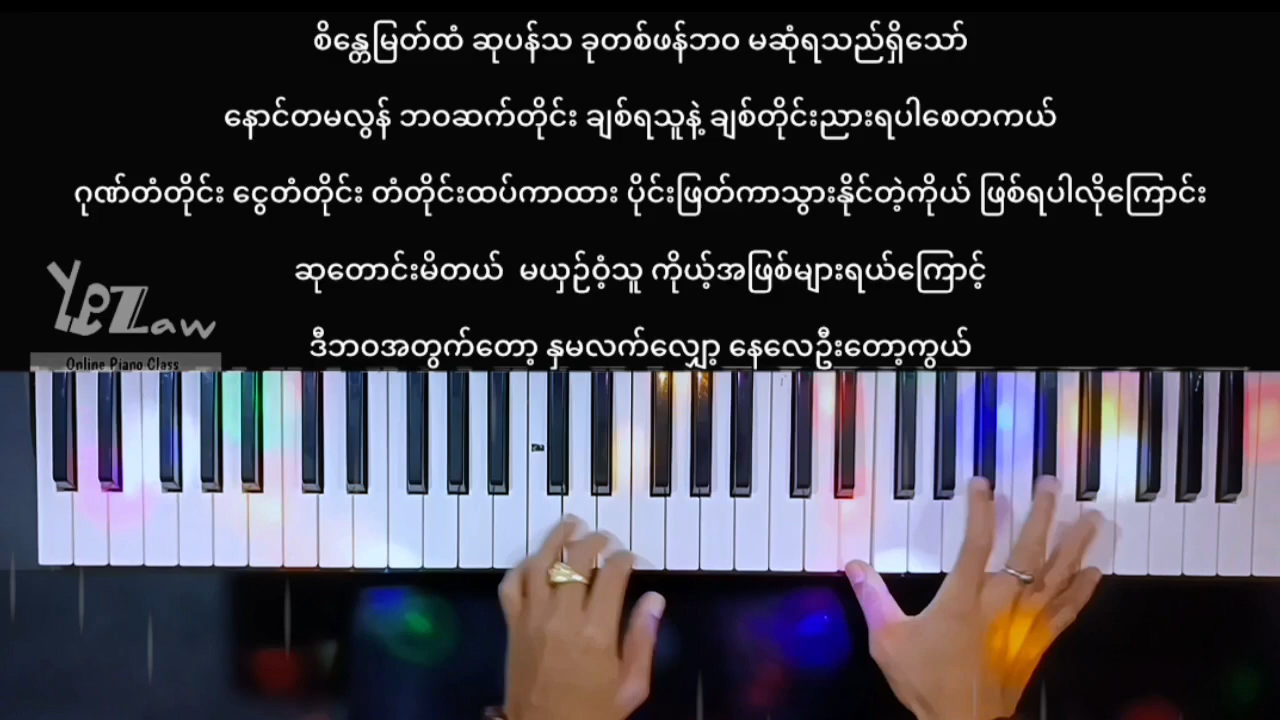 စိန္တေမြတ်ထံ ဆုပန်သ ခုတစ်ဖန်ဘဝ မဆုံရသည်ရှိသော်
နောင်တမလွန် ဘဝဆက်တိုင်း ချစ်ရသူနဲ့ ချစ်တိုင်းညားရပါစေတကယ်
ဂုဏ်တံတိုင်း ငွေတံတိုင်း တံတိုင်းထပ်ကာထား ပိုင်းဖြတ်ကာသွားနိုင်တဲ့ကိုယ် ဖြစ်ရပါလိုကြောင်း
ဆုတောင်းမိတယ် မယှဉ်ဝံ့သူ ကိုယ့်အဖြစ်များရယ်ကြောင့်
YeZLaw
ဒီဘဝအတွက်တော့ နှမလက်လျှော့ နေလေဦးတော့ကွယ်
Online Piano Class